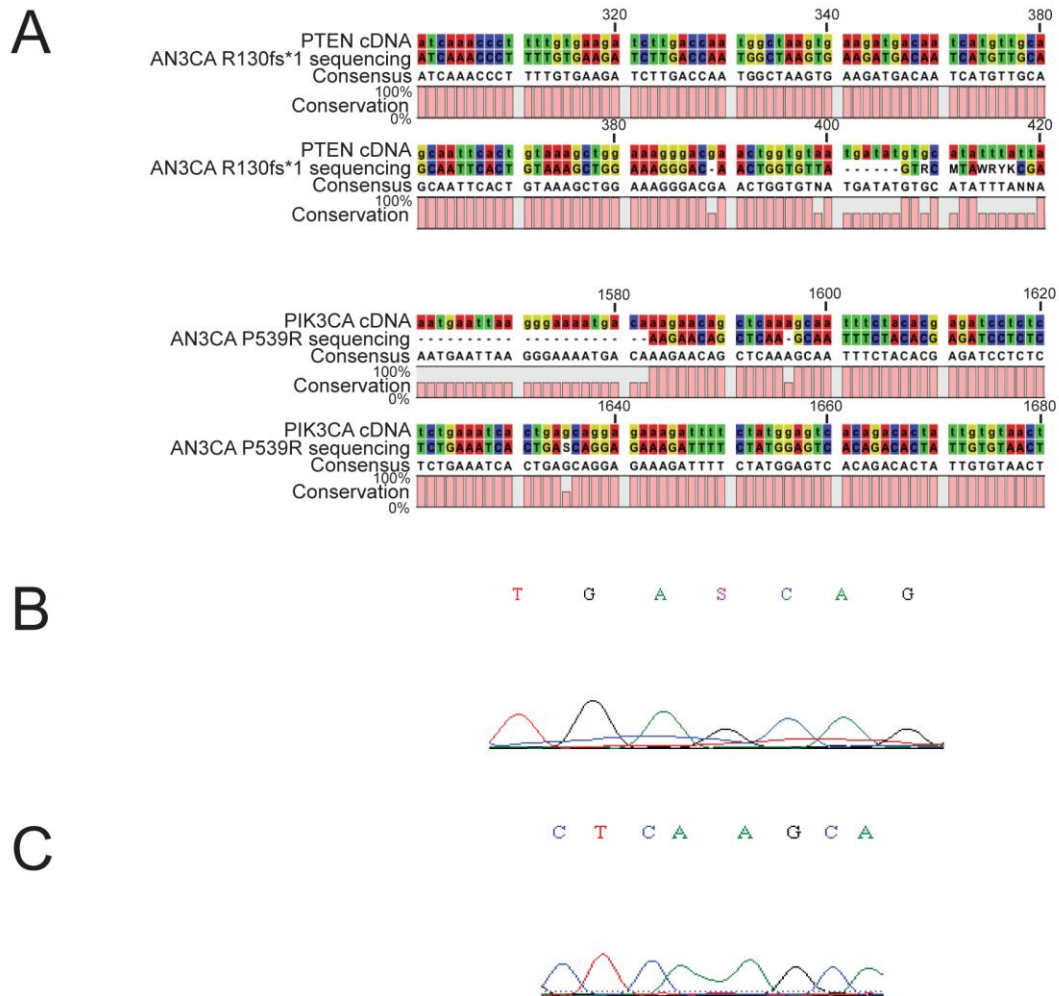 A
320 340 380
PTEN cDNA atcaaaccct tttgtgaaga tcttgaccaa tggctaagtg aagatgacaa tcatgttgca
AN3CA R130fs*1 sequencing ATCAAACCCT TTTGTGAAGA TCTTGACCAA TGGCTAAGTG AAGATGACAA TCATGTTGCA
Consensus ATCAAACCCT TTTGTGAAGA TCTTGACCAA TGGCTAAGTG AAGATGACAA TCATGTTGCA
100%
Conservation
0%
380 400 420
PTEN cDNA gcaattcact gtaaagctgg aaagggacga actggtgtaa tgatatgtgc atatttatta
AN3CA R130fs*1 sequencing GCAATTCACT GTAAAGCTGG AAAGGGAC-A ACTGGTGTTA ------GTRC MTAWRYKCGA
Consensus GCAATTCACT GTAAAGCTGG AAAGGGACGA ACTGGTGTNA TGATATGTGC ATATTTANNA
100%
Conservation
0%
1580 1600 1620
PIK3CA cDNA aatgaattaa gggaaaatga caaagaacag ctcaaagcaa tttctacacg agatcctctc
AN3CA P539R sequencing ---------- ---------- --AAGAACAG CTCAA-GCAA TTTCTACACG AGATCCTCTC
Consensus AATGAATTAA GGGAAAATGA CAAAGAACAG CTCAAAGCAA TTTCTACACG AGATCCTCTC
100%
Conservation
0%
1640 1660 1680
PIK3CA cDNA tctgaaatca ctgagcagga gaaagatttt ctatggagtc acagacacta ttgtgtaact
AN3CA P539R sequencing TCTGAAATCA CTGASCAGGA GAAAGATTTT CTATGGAGTC ACAGACACTA TTGTGTAACT
Consensus TCTGAAATCA CTGAGCAGGA GAAAGATTTT CTATGGAGTC ACAGACACTA TTGTGTAACT
100%
Conservation
0%
B
T G A S C A G
C
C T C A A G C A